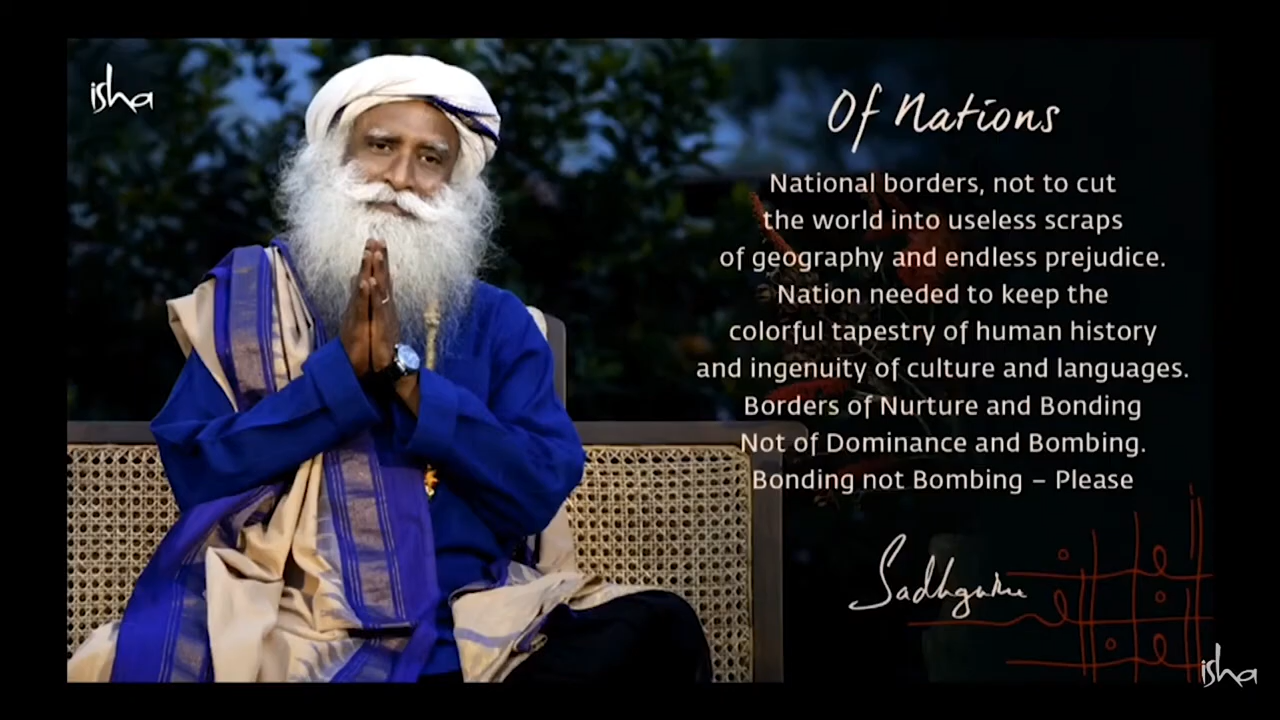 isha
Of Nations
National borders, not to cut
the world into useless scraps
of geography and endless prejudice.
Nation needed to keep the
colorful tapestry of human history
and ingenuity of culture and languages.
Borders of Nurture and Bonding
Not of Dominance and Bombing.
Bonding not Bombing – Please
Sadhguru
isha